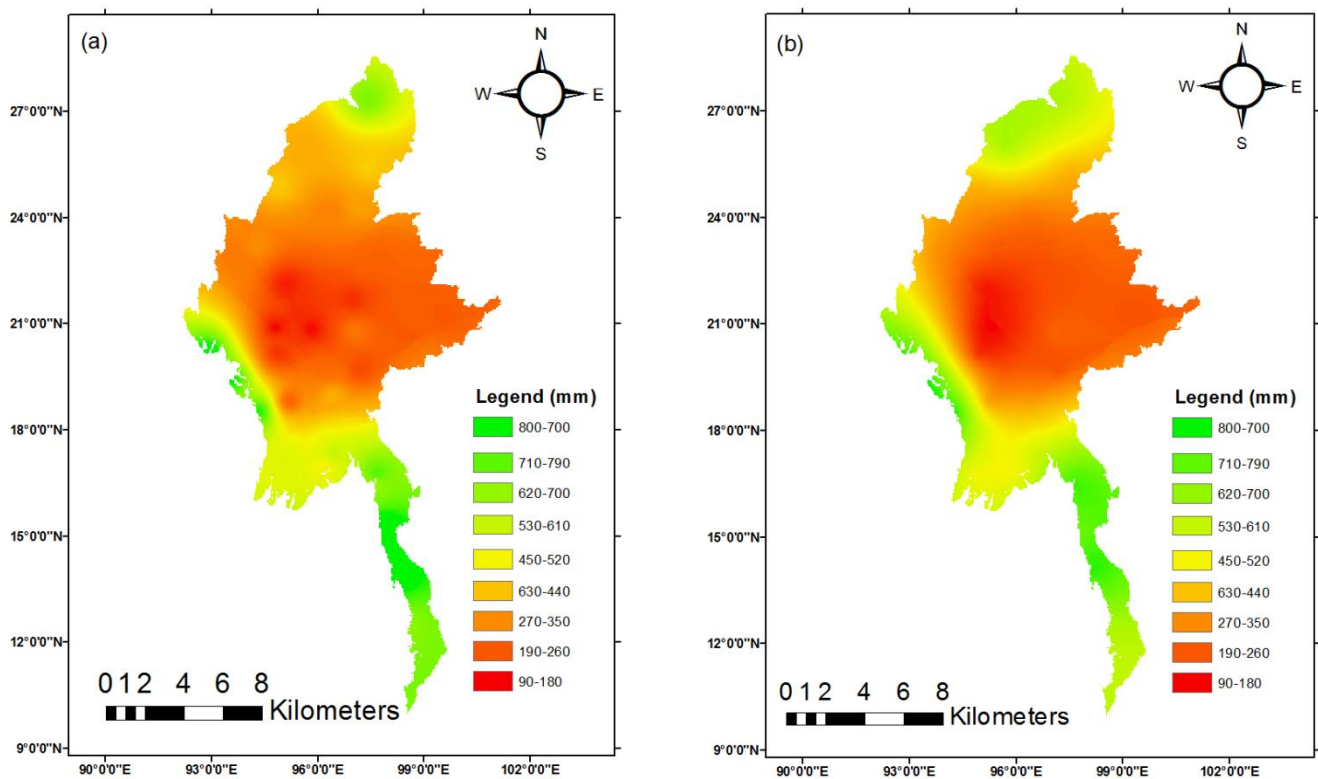 (a)
N
W E
S
27°0'0"N
24°0'0"N
21°0'0"N
18°0'0"N
15°0'0"N
12°0'0"N
9°0'0"N
Legend (mm)
800-700
710-790
620-700
530-610
450-520
630-440
270-350
190-260
90-180
0 1 2 4 6 8
Kilometers
90°0'0"E 93°0'0"E 96°0'0"E 99°0'0"E 102°0'0"E
(b)
N
W E
S
27°0'0"N
24°0'0"N
21°0'0"N
18°0'0"N
15°0'0"N
12°0'0"N
9°0'0"N
Legend (mm)
800-700
710-790
620-700
530-610
450-520
630-440
270-350
190-260
90-180
0 1 2 4 6 8
Kilometers
90°0'0"E 93°0'0"E 96°0'0"E 99°0'0"E 102°0'0"E